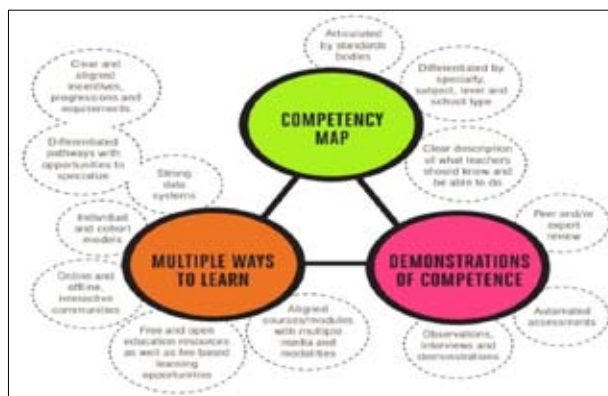 Articulated
by standards
bodies
Clear and
aligned
incentives,
progressions and
requirements
Differentiated by
specialty,
subject, level and
school type
COMPETENCY
MAP
Differentiated
pathways with
opportunities to
specialize
Clear description
of what teachers
should know and
be able to do
Strong
data
systems
Individual
and cohort
models
Peer and/or
expert
review
MULTIPLE WAYS
TO LEARN
DEMONSTRATIONS
OF COMPETENCE
Online and
offline,
interactive
communities
Automated
assessments
Aligned
courses/modules
with multiple
media and
modalities
Free and open
education resources
as well as fee based
learning
opportunities
Observations,
interviews and
demonstrations